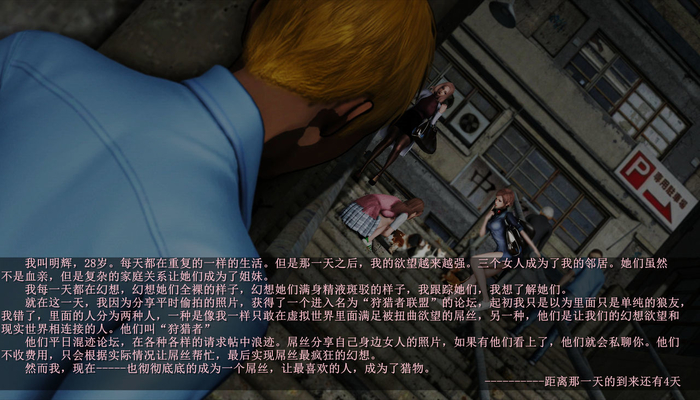 P
我叫明辉，28岁。每天都在重复的一样的生活。但是那一天之后，我的欲望越来越强。三个女人成为了我的邻居。她们虽然
不是血亲，但是复杂的家庭关系让她们成为了姐妹。
我每一天都在幻想，幻想她们全裸的样子，幻想她们满身精液斑驳的样子，我跟踪她们，我想了解她们。
就在这一天，我因为分享平时偷拍的照片，获得了一个进入名为“狩猎者联盟”的论坛，起初我只是以为里面只是单纯的狼友，
我错了，里面的人分为两种人，一种是像我一样只敢在虚拟世界里面满足被扭曲欲望的屌丝，另一种，他们是让我们的幻想欲望和
现实世界相连接的人。他们叫“狩猎者”
他们平日混迹论坛，在各种各样的请求帖中浪迹。屌丝分享自己身边女人的照片，如果有他们看上了，他们就会私聊你。他们
不收费用，只会根据实际情况让屌丝帮忙，最后实现屌丝最疯狂的幻想。
然而我，现在-----也彻彻底底的成为一个屌丝，让最喜欢的人，成为了猎物。
----------距离那一天的到来还有4天